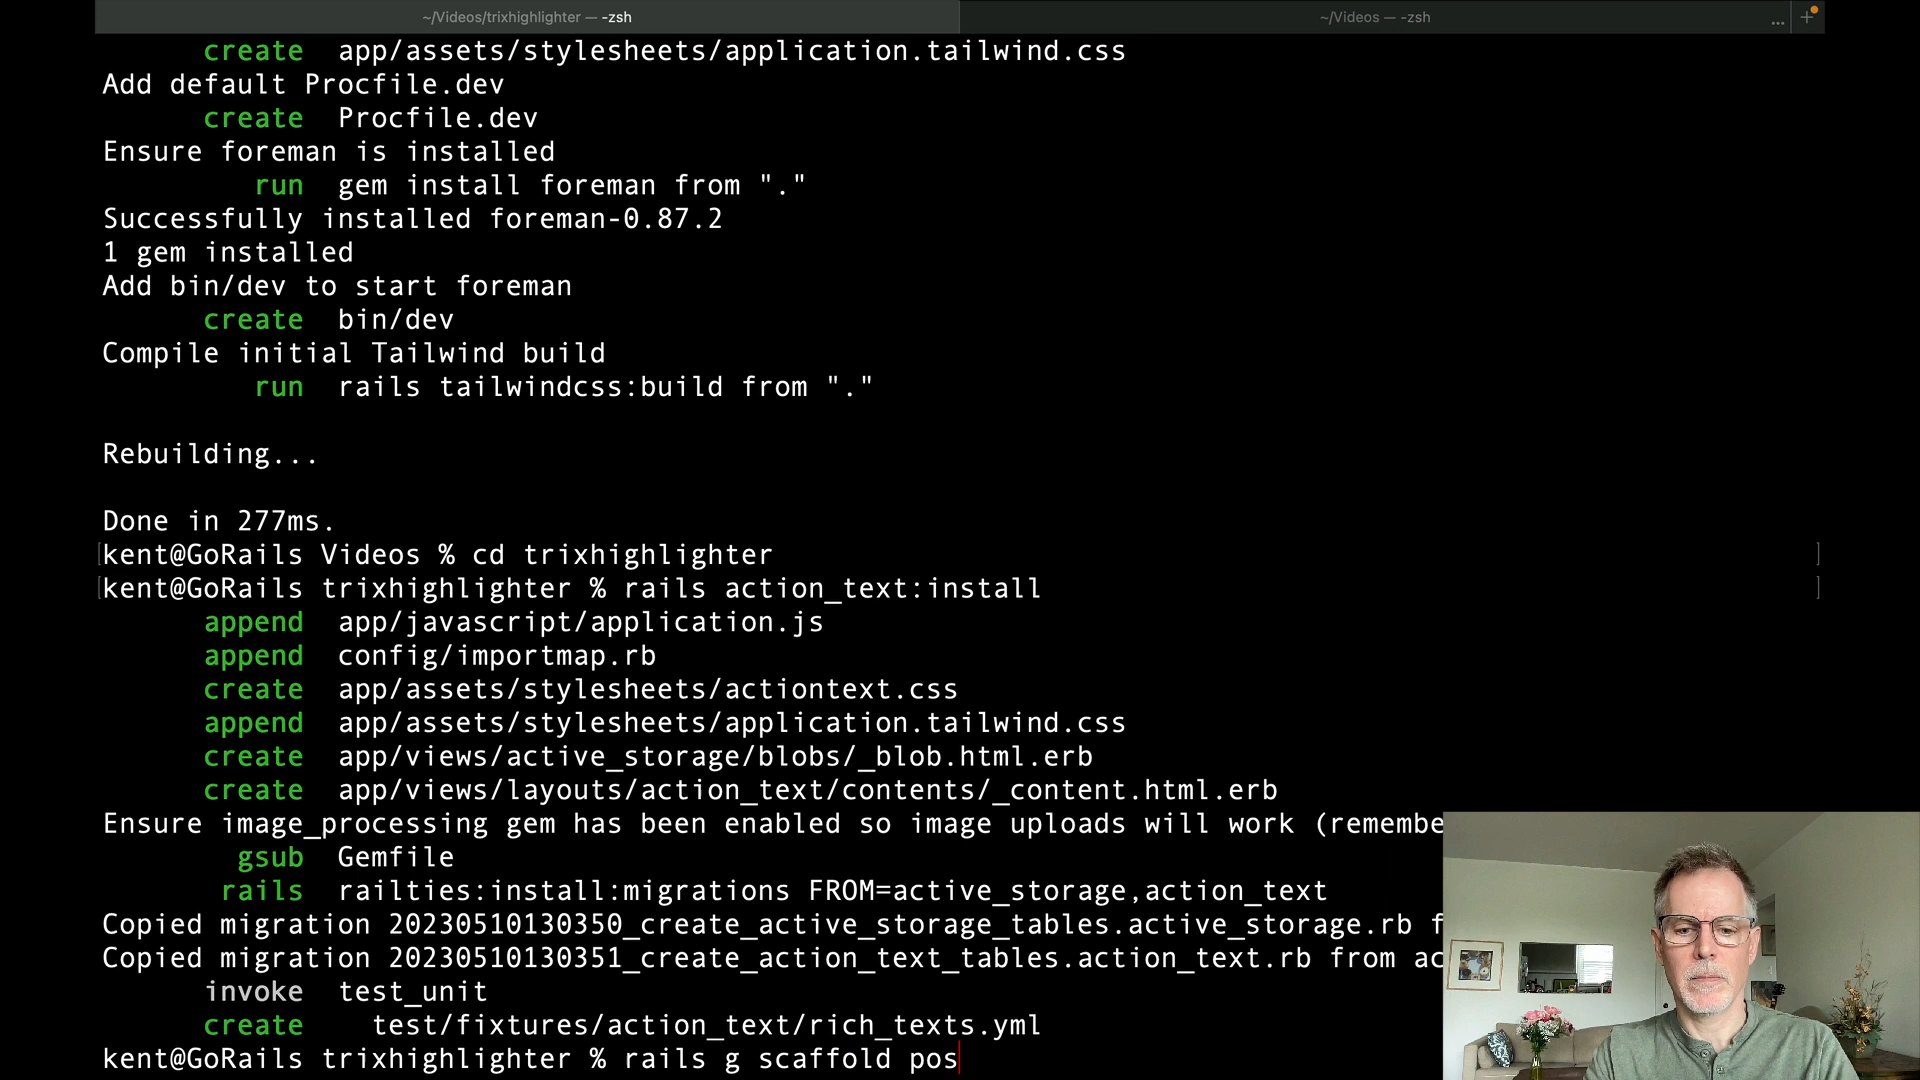 ~/Videos/trixhighlighter — -zsh
~/Videos — -zsh
... +
create app/assets/stylesheets/application.tailwind.css
Add default Procfile.dev
create Procfile.dev
Ensure foreman is installed
run gem install foreman from "."
Successfully installed foreman-0.87.2
1 gem installed
Add bin/dev to start foreman
create bin/dev
Compile initial Tailwind build
run rails tailwindcss:build from "."
Rebuilding...
Done in 277ms.
[kent@GoRails Videos % cd trixhighlighter ]
[kent@GoRails trixhighlighter % rails action_text:install ]
append app/javascript/application.js
append config/importmap.rb
create app/assets/stylesheets/actiontext.css
append app/assets/stylesheets/application.tailwind.css
create app/views/active_storage/blobs/_blob.html.erb
create app/views/layouts/action_text/contents/_content.html.erb
Ensure image_processing gem has been enabled so image uploads will work (remembe
gsub Gemfile
rails railties:install:migrations FROM=active_storage,action_text
Copied migration 20230510130350_create_active_storage_tables.active_storage.rb f
Copied migration 20230510130351_create_action_text_tables.action_text.rb from ac
invoke test_unit
create test/fixtures/action_text/rich_texts.yml
kent@GoRails trixhighlighter % rails g scaffold pos